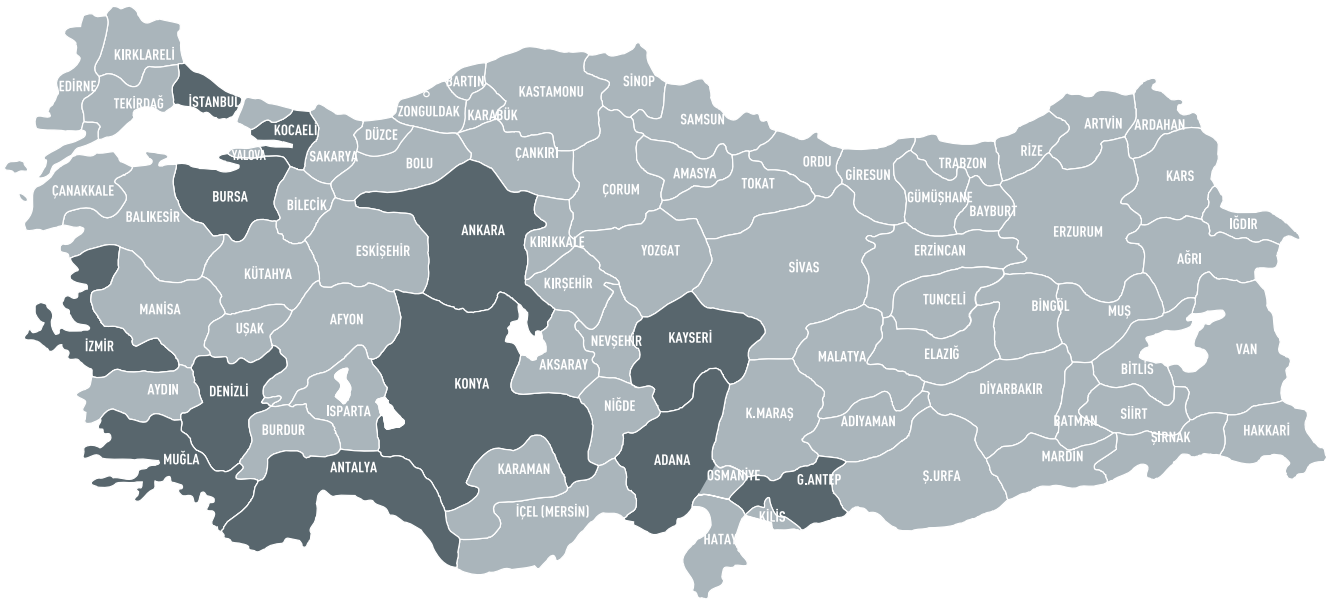 KIRKLARELİ
EDİRNE
TEKİRDAĞ
İSTANBUL
KOCAELİ
YALOVA
SAKARYA
DÜZCE
ZONGULDAK
BARTIN
KARABÜK
KASTAMONU
SİNOP
SAMSUN
ÇANKIRI
BOLU
ÇORUM
AMASYA
TOKAT
ORDU
GİRESUN
TRABZON
GÜMÜŞHANE
BAYBURT
RİZE
ARTVİN
ARDAHAN
KARS
IĞDIR
AĞRI
ERZURUM
ERZİNCAN
ÇANAKKALE
BALIKESİR
BURSA
BİLECİK
ESKİŞEHİR
ANKARA
KIRIKKALE
YOZGAT
SİVAS
KÜTAHYA
KIRŞEHİR
TUNCELİ
BİNGÖL
MUŞ
MANİSA
UŞAK
AFYON
İZMİR
NEVŞEHİR
KAYSERİ
MALATYA
ELAZIĞ
BİTLİS
VAN
AYDIN
DENİZLİ
ISPARTA
KONYA
AKSARAY
NİĞDE
K.MARAŞ
ADIYAMAN
DİYARBAKIR
BATMAN
SİİRT
ŞIRNAK
HAKKARİ
BURDUR
MUĞLA
ANTALYA
KARAMAN
İÇEL (MERSİN)
ADANA
OSMANİYE
G.ANTEP
KİLİS
HATAY
Ş.URFA
MARDİN